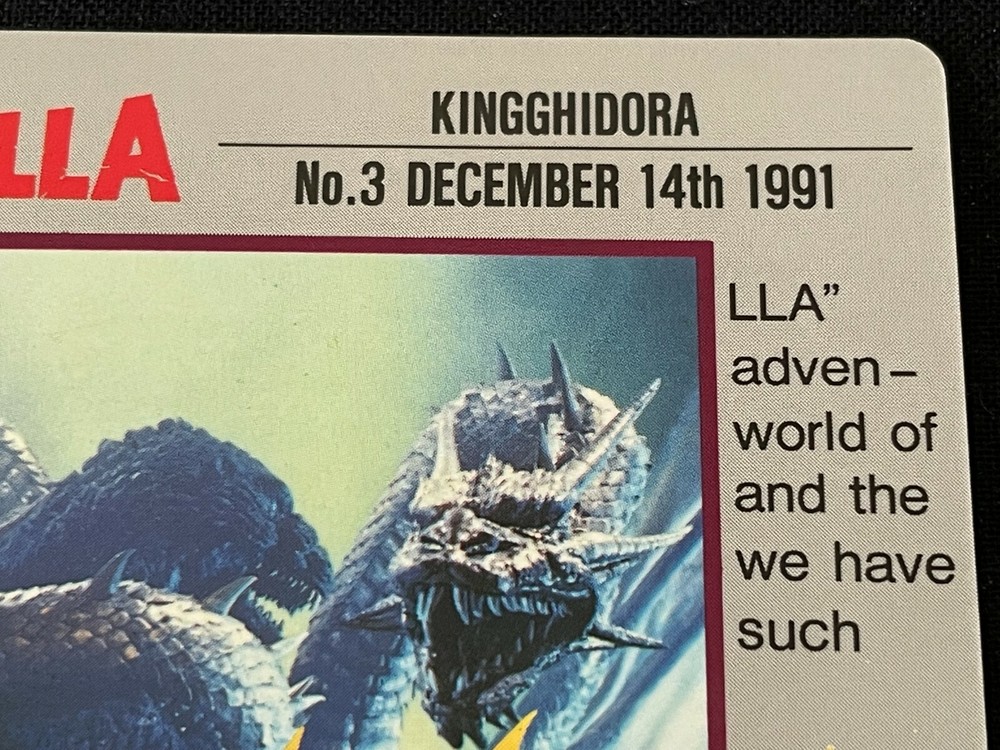 LLA
KINGGHIDORA
No.3 DECEMBER 14th 1991
LLA”
adven–
world of
and the
we have
such